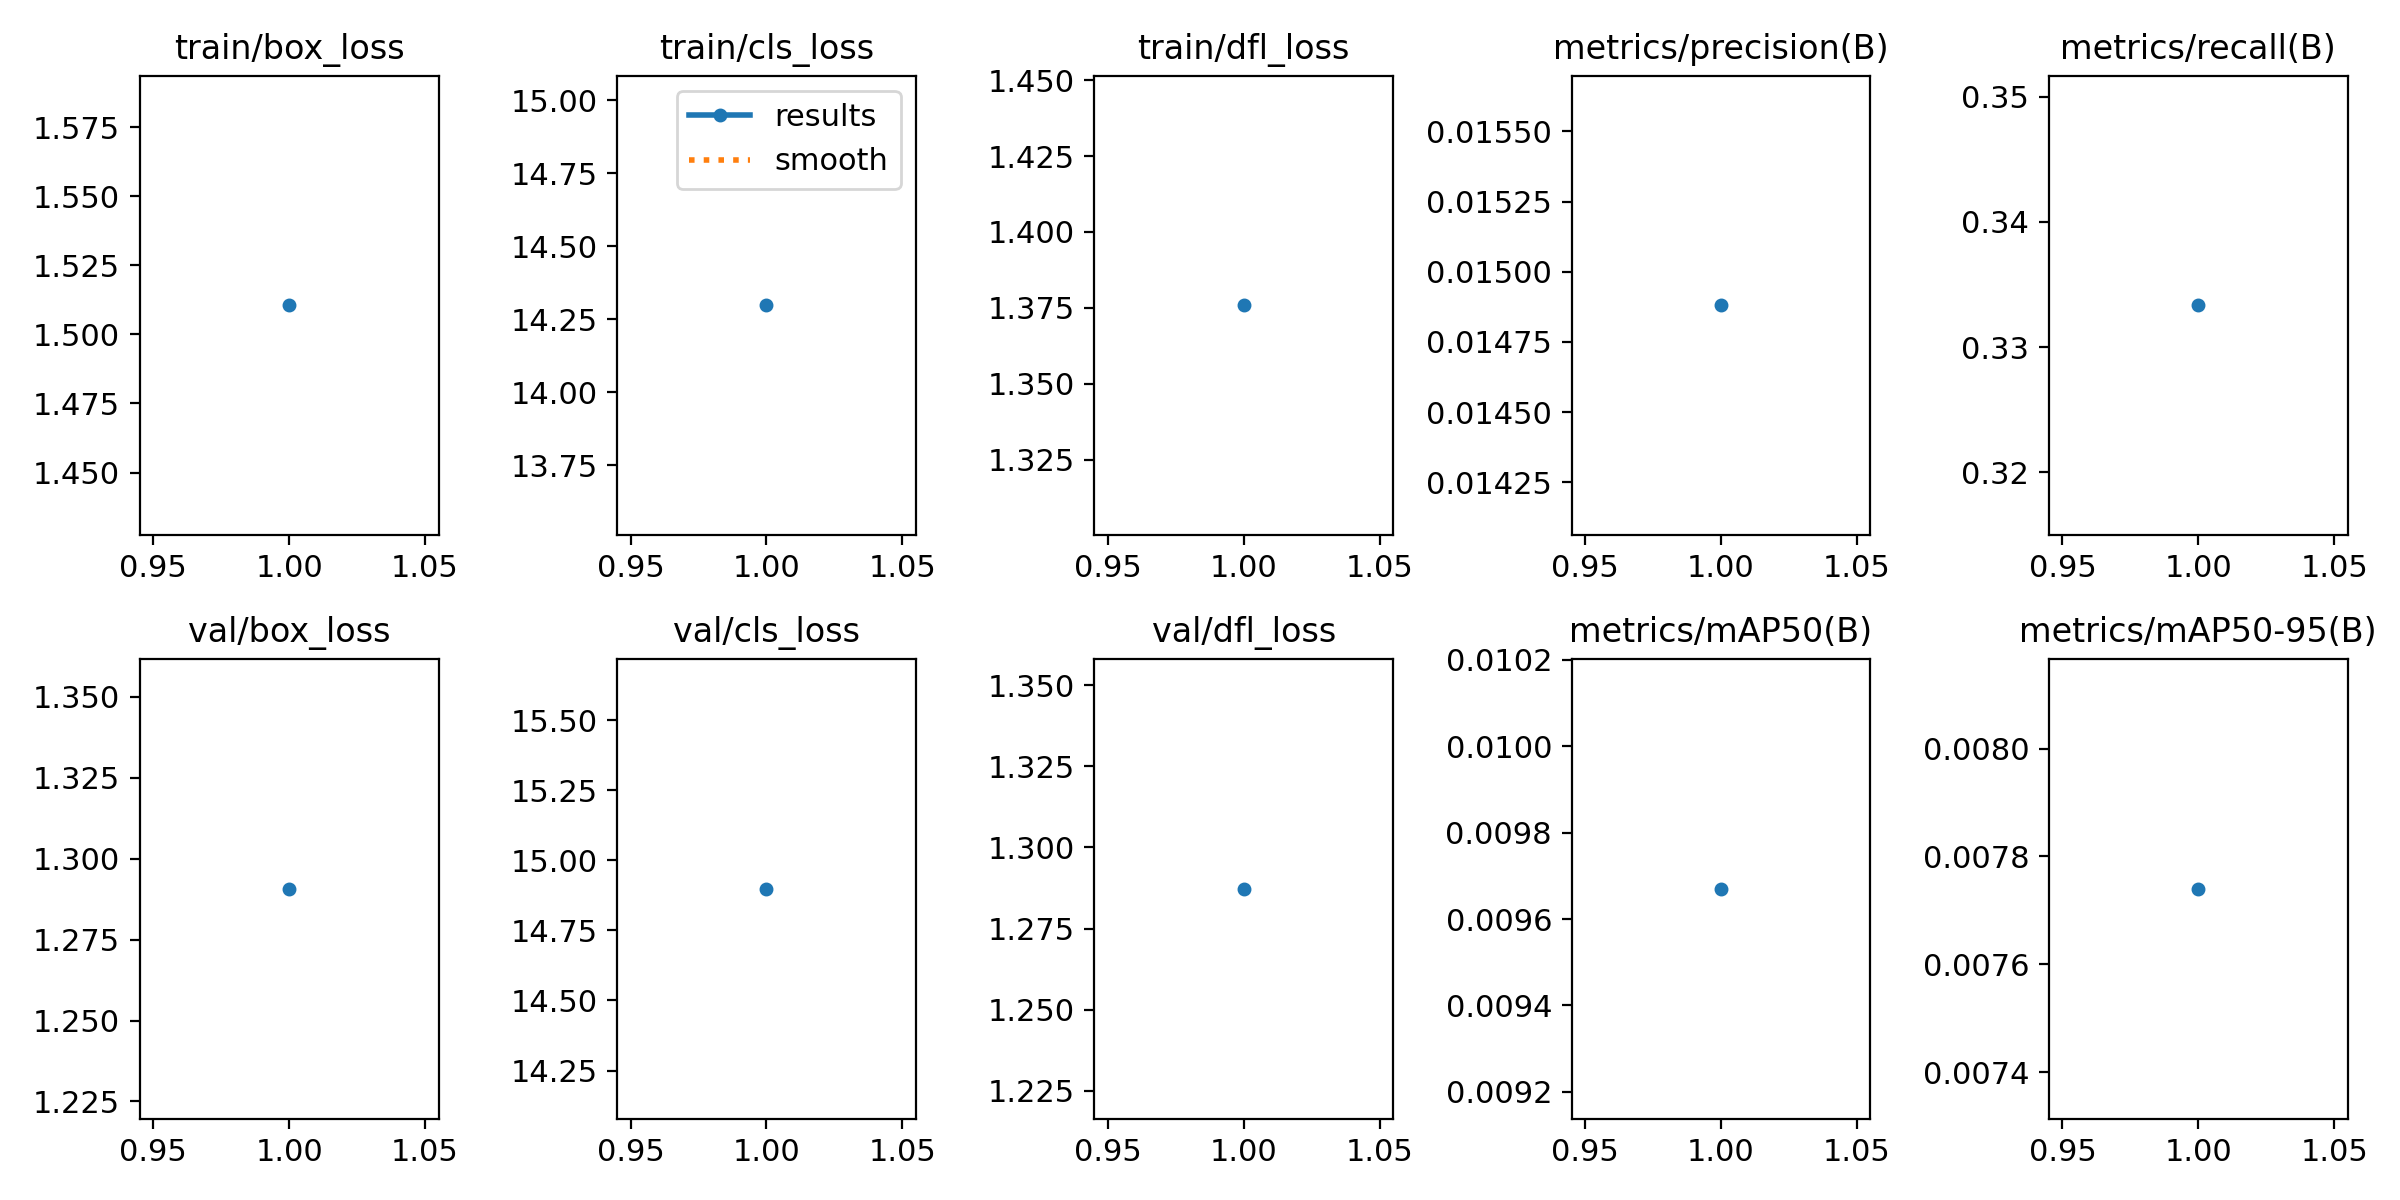 train/box_loss
1.575
1.550
1.525
1.500
1.475
1.450
0.95 1.00 1.05
train/cls_loss
results
smooth
15.00
14.75
14.50
14.25
14.00
13.75
0.95 1.00 1.05
train/dfl_loss
1.450
1.425
1.400
1.375
1.350
1.325
0.95 1.00 1.05
metrics/precision(B)
0.01550
0.01525
0.01500
0.01475
0.01450
0.01425
0.95 1.00 1.05
metrics/recall(B)
0.35
0.34
0.33
0.32
0.95 1.00 1.05
val/box_loss
1.350
1.325
1.300
1.275
1.250
1.225
0.95 1.00 1.05
val/cls_loss
15.50
15.25
15.00
14.75
14.50
14.25
0.95 1.00 1.05
val/dfl_loss
1.350
1.325
1.300
1.275
1.250
1.225
0.95 1.00 1.05
metrics/mAP50(B)
0.0102
0.0100
0.0098
0.0096
0.0094
0.0092
0.95 1.00 1.05
metrics/mAP50-95(B)
0.0080
0.0078
0.0076
0.0074
0.95 1.00 1.05